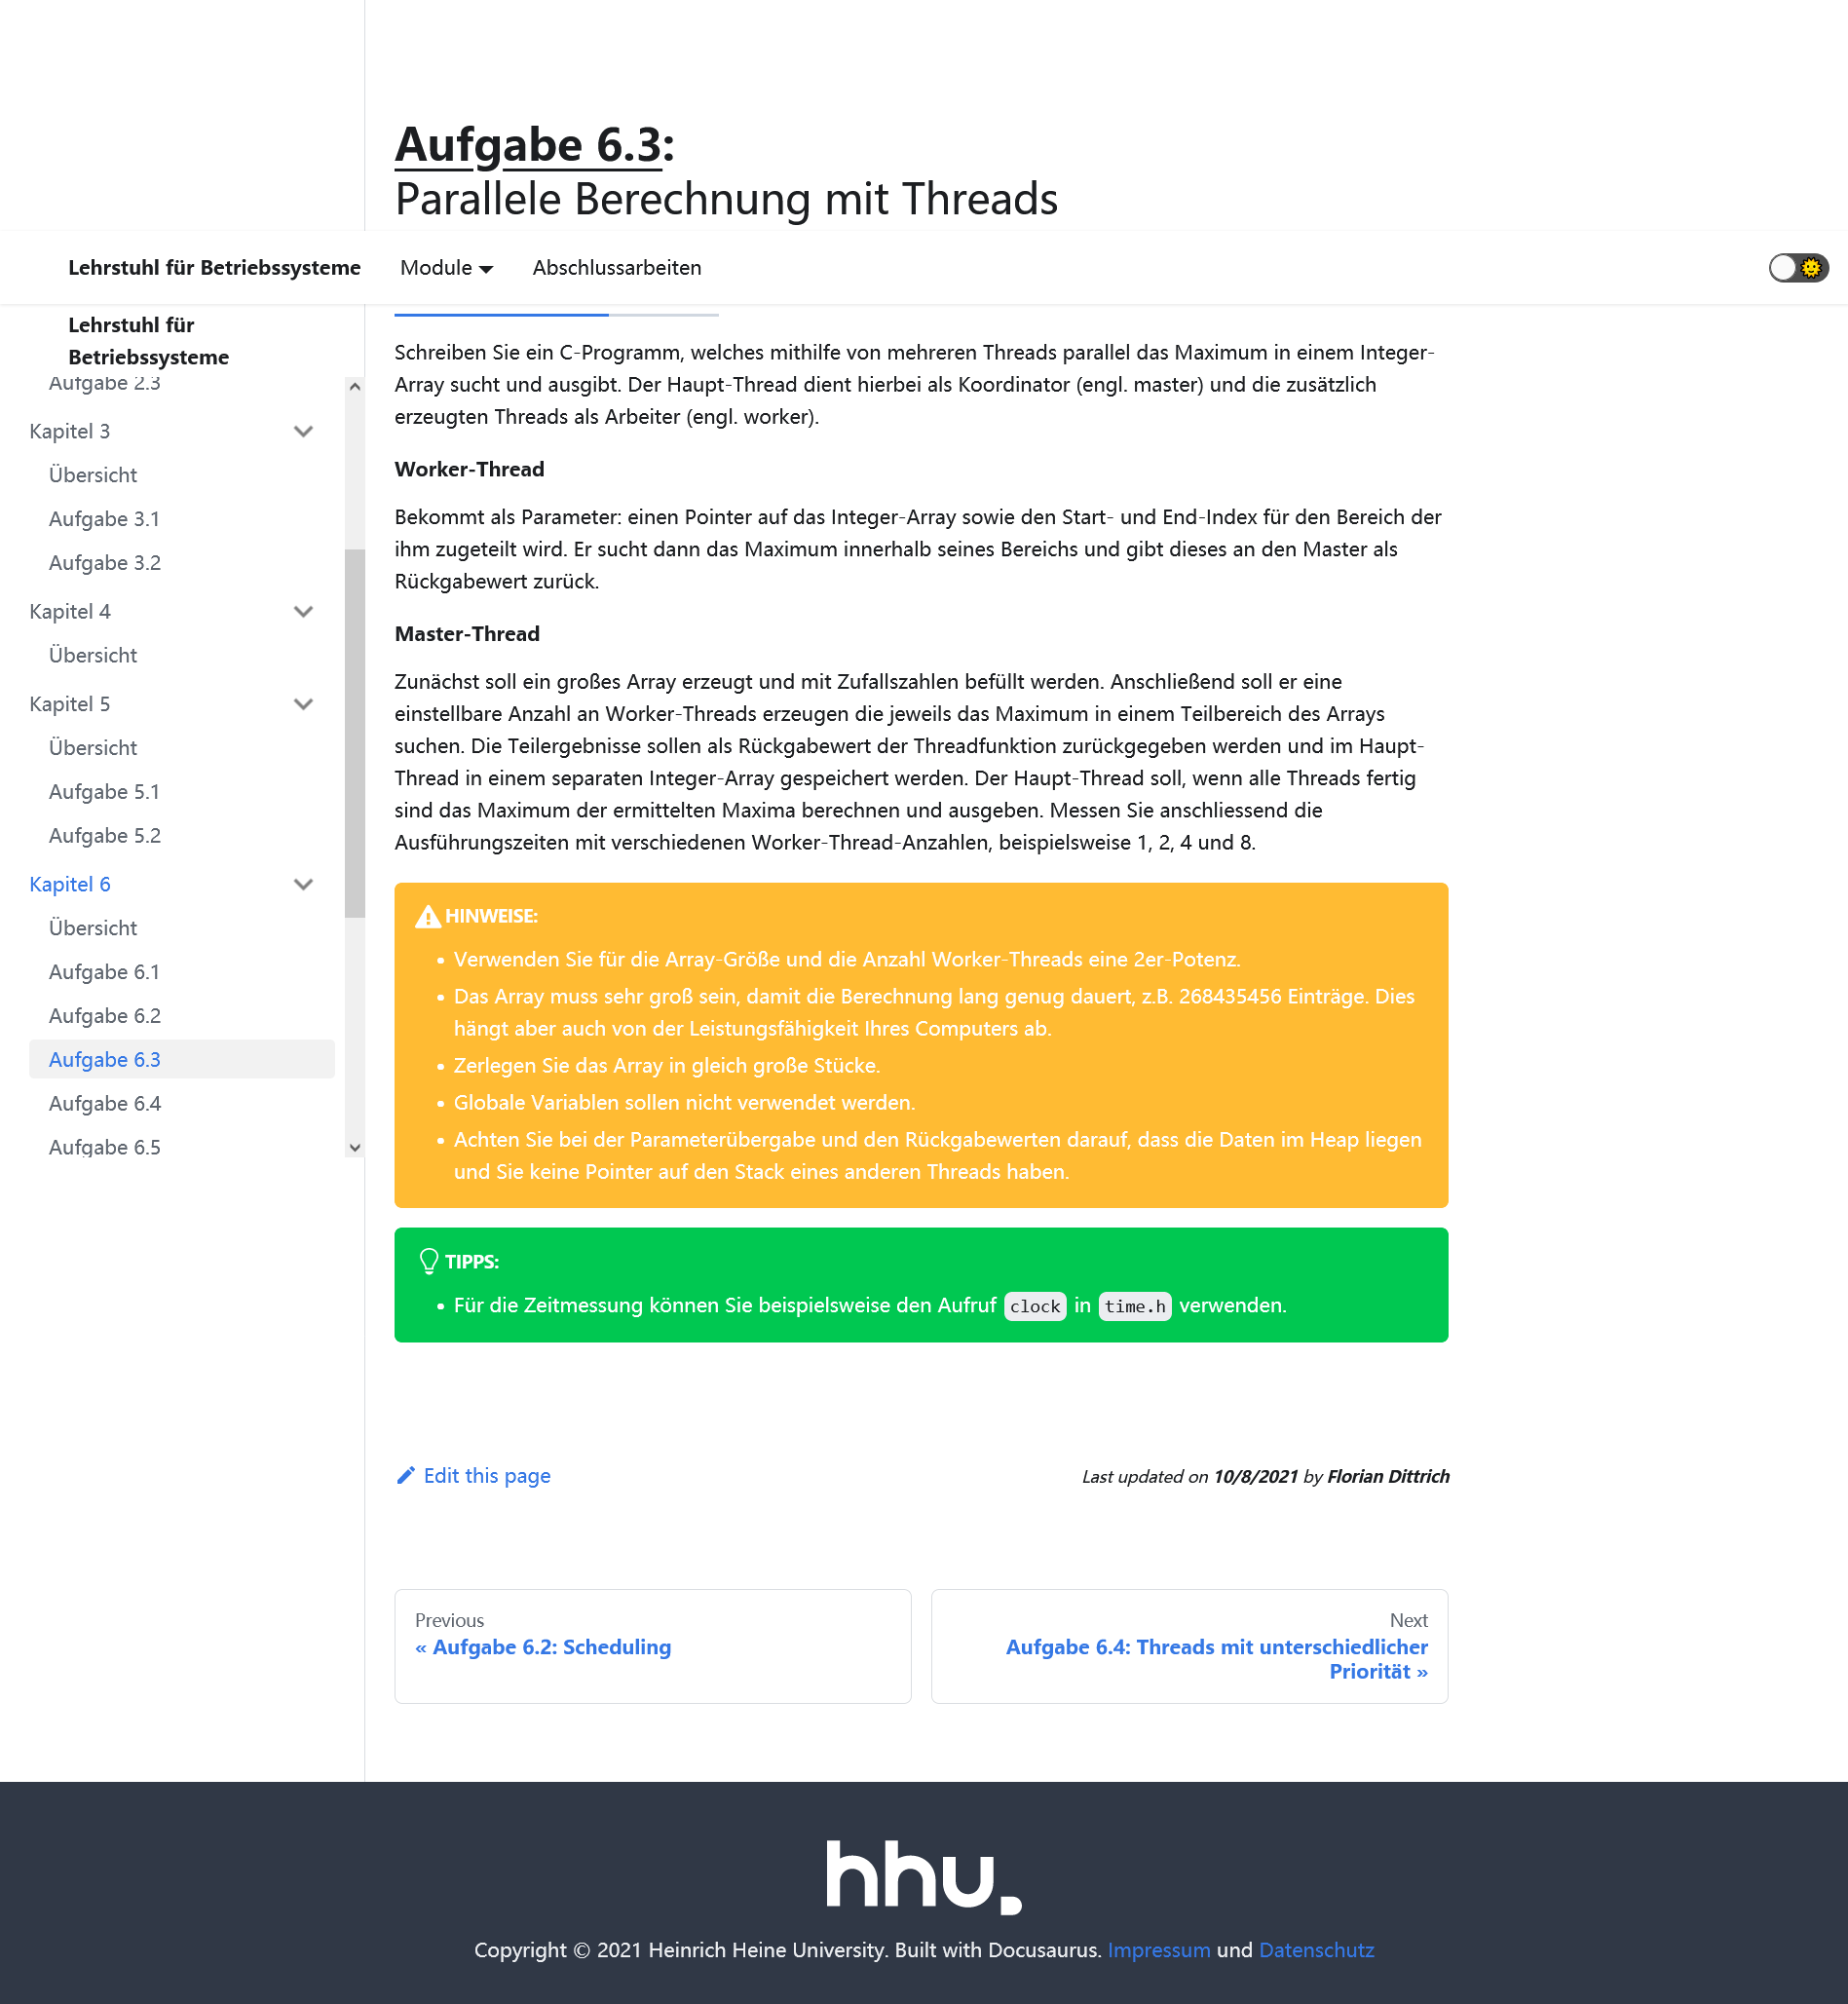 Aufgabe 6.3:
Parallele Berechnung mit Threads
Lehrstuhl für Betriebssysteme
Module
Abschlussarbeiten
Lehrstuhl für
Betriebssysteme
Aufgabe 2.3
Kapitel 3
Übersicht
Aufgabe 3.1
Aufgabe 3.2
Kapitel 4
Übersicht
Kapitel 5
Übersicht
Aufgabe 5.1
Aufgabe 5.2
Kapitel 6
Übersicht
Aufgabe 6.1
Aufgabe 6.2
Aufgabe 6.3
Aufgabe 6.4
Aufgabe 6.5
Schreiben Sie ein C-Programm, welches mithilfe von mehreren Threads parallel das Maximum in einem Integer-
Array sucht und ausgibt. Der Haupt-Thread dient hierbei als Koordinator (engl. master) und die zusätzlich
erzeugten Threads als Arbeiter (engl. worker).
Worker-Thread
Bekommt als Parameter: einen Pointer auf das Integer-Array sowie den Start- und End-Index für den Bereich der
ihm zugeteilt wird. Er sucht dann das Maximum innerhalb seines Bereichs und gibt dieses an den Master als
Rückgabewert zurück.
Master-Thread
Zunächst soll ein großes Array erzeugt und mit Zufallszahlen befüllt werden. Anschließend soll er eine
einstellbare Anzahl an Worker-Threads erzeugen die jeweils das Maximum in einem Teilbereich des Arrays
suchen. Die Teilergebnisse sollen als Rückgabewert der Threadfunktion zurückgegeben werden und im Haupt-
Thread in einem separaten Integer-Array gespeichert werden. Der Haupt-Thread soll, wenn alle Threads fertig
sind das Maximum der ermittelten Maxima berechnen und ausgeben. Messen Sie anschliessend die
Ausführungszeiten mit verschiedenen Worker-Thread-Anzahlen, beispielsweise 1, 2, 4 und 8.
HINWEISE:
• Verwenden Sie für die Array-Größe und die Anzahl Worker-Threads eine 2er-Potenz.
• Das Array muss sehr groß sein, damit die Berechnung lang genug dauert, z.B. 268435456 Einträge. Dies
hängt aber auch von der Leistungsfähigkeit Ihres Computers ab.
• Zerlegen Sie das Array in gleich große Stücke.
• Globale Variablen sollen nicht verwendet werden.
• Achten Sie bei der Parameterübergabe und den Rückgabewerten darauf, dass die Daten im Heap liegen
und Sie keine Pointer auf den Stack eines anderen Threads haben.
TIPPS:
• Für die Zeitmessung können Sie beispielsweise den Aufruf clock in time.h verwenden.
Edit this page
Last updated on 10/8/2021 by Florian Dittrich
Previous
« Aufgabe 6.2: Scheduling
Next
Aufgabe 6.4: Threads mit unterschiedlicher
Priorität »
hhu.
Copyright © 2021 Heinrich Heine University. Built with Docusaurus. Impressum und Datenschutz